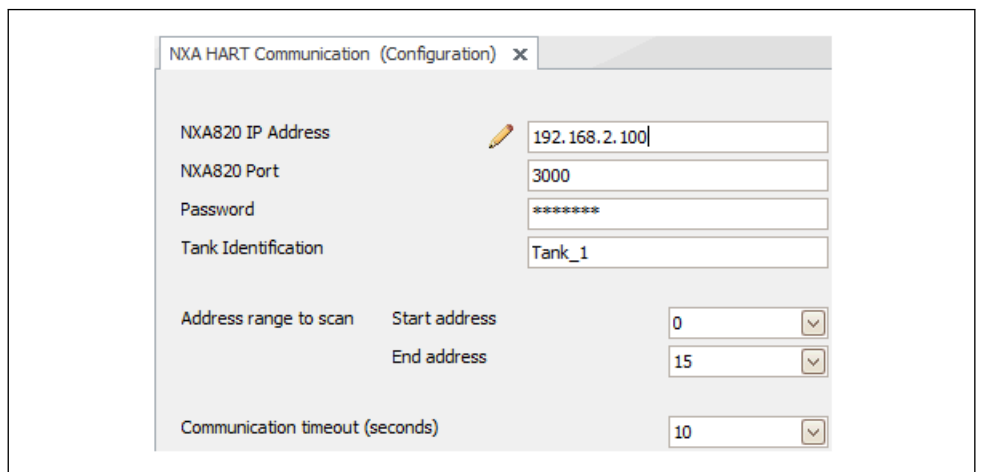 NXA HART Communication (Configuration) x
NXA820 IP Address 192.168.2.100
NXA820 Port 3000
Password *******
Tank Identification Tank_1
Address range to scan Start address 0
End address 15
Communication timeout (seconds) 10